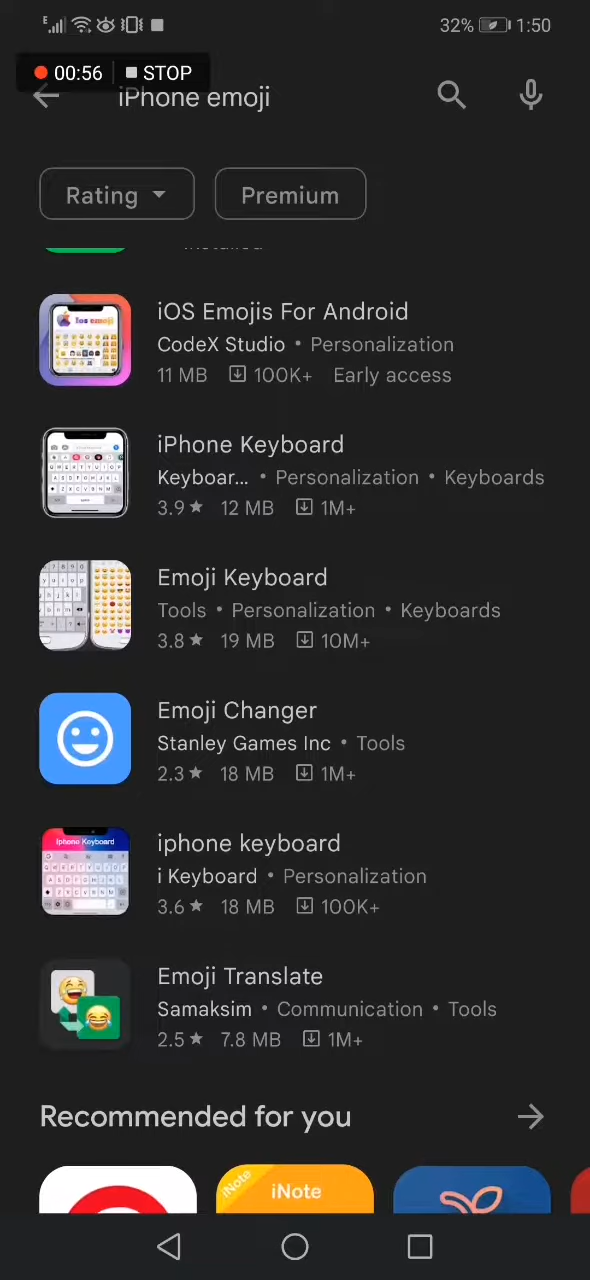 E
32% 1:50
00:56 STOP
iPhone emoji
Rating Premium
Installed
iOS Emojis For Android
CodeX Studio • Personalization
11 MB 100K+ Early access
iPhone Keyboard
Keyboar... • Personalization • Keyboards
3.9★ 12 MB 1M+
Emoji Keyboard
Tools • Personalization • Keyboards
3.8★ 19 MB 10M+
Emoji Changer
Stanley Games Inc • Tools
2.3★ 18 MB 1M+
Iphone Keyboard
iphone keyboard
i Keyboard • Personalization
3.6★ 18 MB 100K+
Emoji Translate
Samaksim • Communication • Tools
2.5★ 7.8 MB 1M+
Recommended for you
iNote
iNote